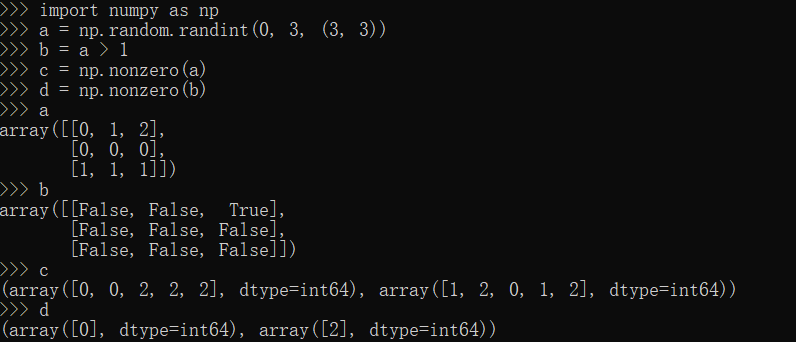 >>> import numpy as np
>>> a = np.random.randint(0, 3, (3, 3))
>>> b = a > 1
>>> c = np.nonzero(a)
>>> d = np.nonzero(b)
>>> a
array([[0, 1, 2],
       [0, 0, 0],
       [1, 1, 1]])
>>> b
array([[False, False,  True],
       [False, False, False],
       [False, False, False]])
>>> c
(array([0, 0, 2, 2, 2], dtype=int64), array([1, 2, 0, 1, 2], dtype=int64))
>>> d
(array([0], dtype=int64), array([2], dtype=int64))